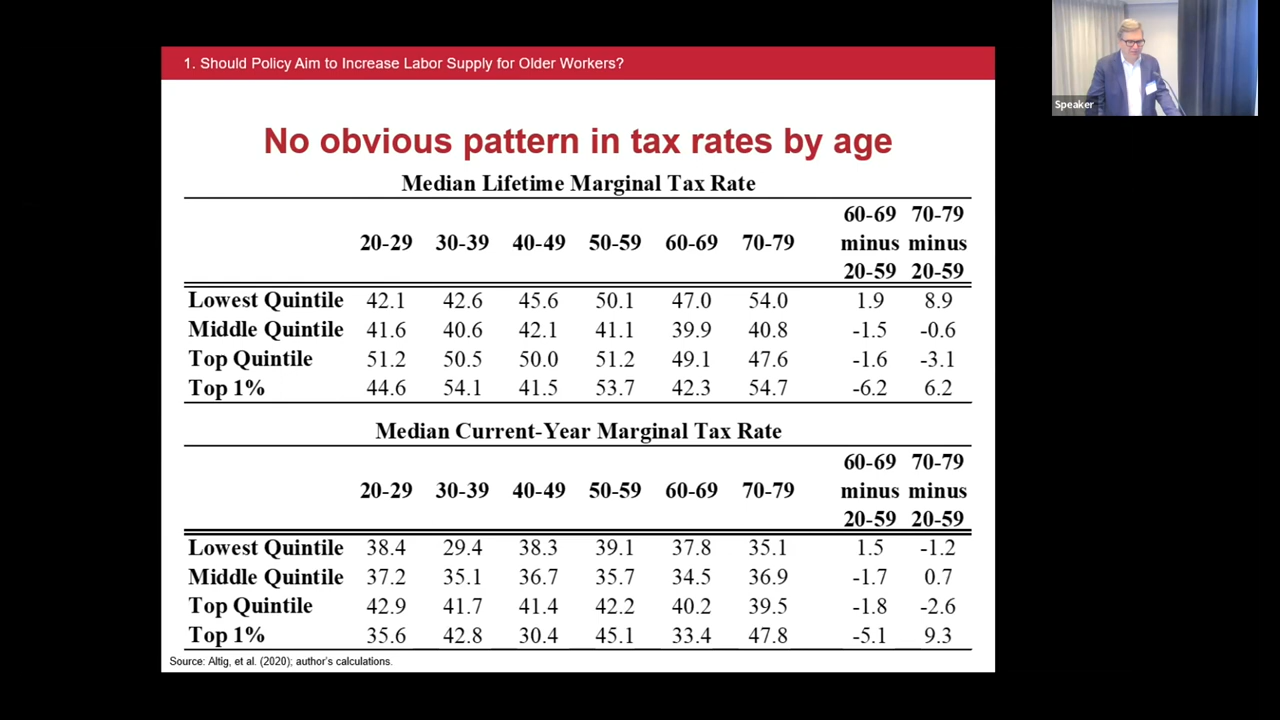 1. Should Policy Aim to Increase Labor Supply for Older Workers?
Speaker
No obvious pattern in tax rates by age
Median Lifetime Marginal Tax Rate
20-29 30-39 40-49 50-59 60-69 70-79 60-69 minus 20-59 70-79 minus 20-59
Lowest Quintile 42.1 42.6 45.6 50.1 47.0 54.0 1.9 8.9
Middle Quintile 41.6 40.6 42.1 41.1 39.9 40.8 -1.5 -0.6
Top Quintile 51.2 50.5 50.0 51.2 49.1 47.6 -1.6 -3.1
Top 1% 44.6 54.1 41.5 53.7 42.3 54.7 -6.2 6.2
Median Current-Year Marginal Tax Rate
20-29 30-39 40-49 50-59 60-69 70-79 60-69 minus 20-59 70-79 minus 20-59
Lowest Quintile 38.4 29.4 38.3 39.1 37.8 35.1 1.5 -1.2
Middle Quintile 37.2 35.1 36.7 35.7 34.5 36.9 -1.7 0.7
Top Quintile 42.9 41.7 41.4 42.2 40.2 39.5 -1.8 -2.6
Top 1% 35.6 42.8 30.4 45.1 33.4 47.8 -5.1 9.3
Source: Altig, et al. (2020); author's calculations.